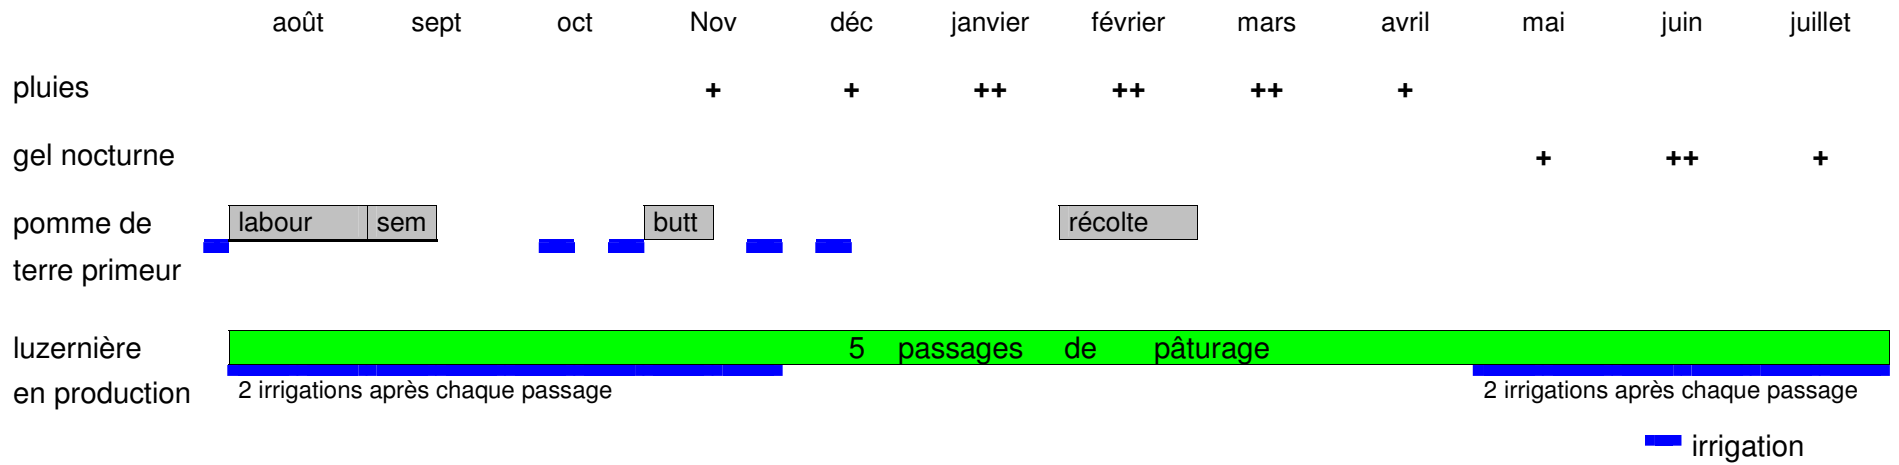 août sept oct Nov déc janvier février mars avril mai juin juillet
pluies + + ++ ++ ++ +
gel nocturne + ++ +
pomme de labour sem butt récolte
terre primeur
luzernière 5 passages de pâturage
en production 2 irrigations après chaque passage 2 irrigations après chaque passage
irrigation